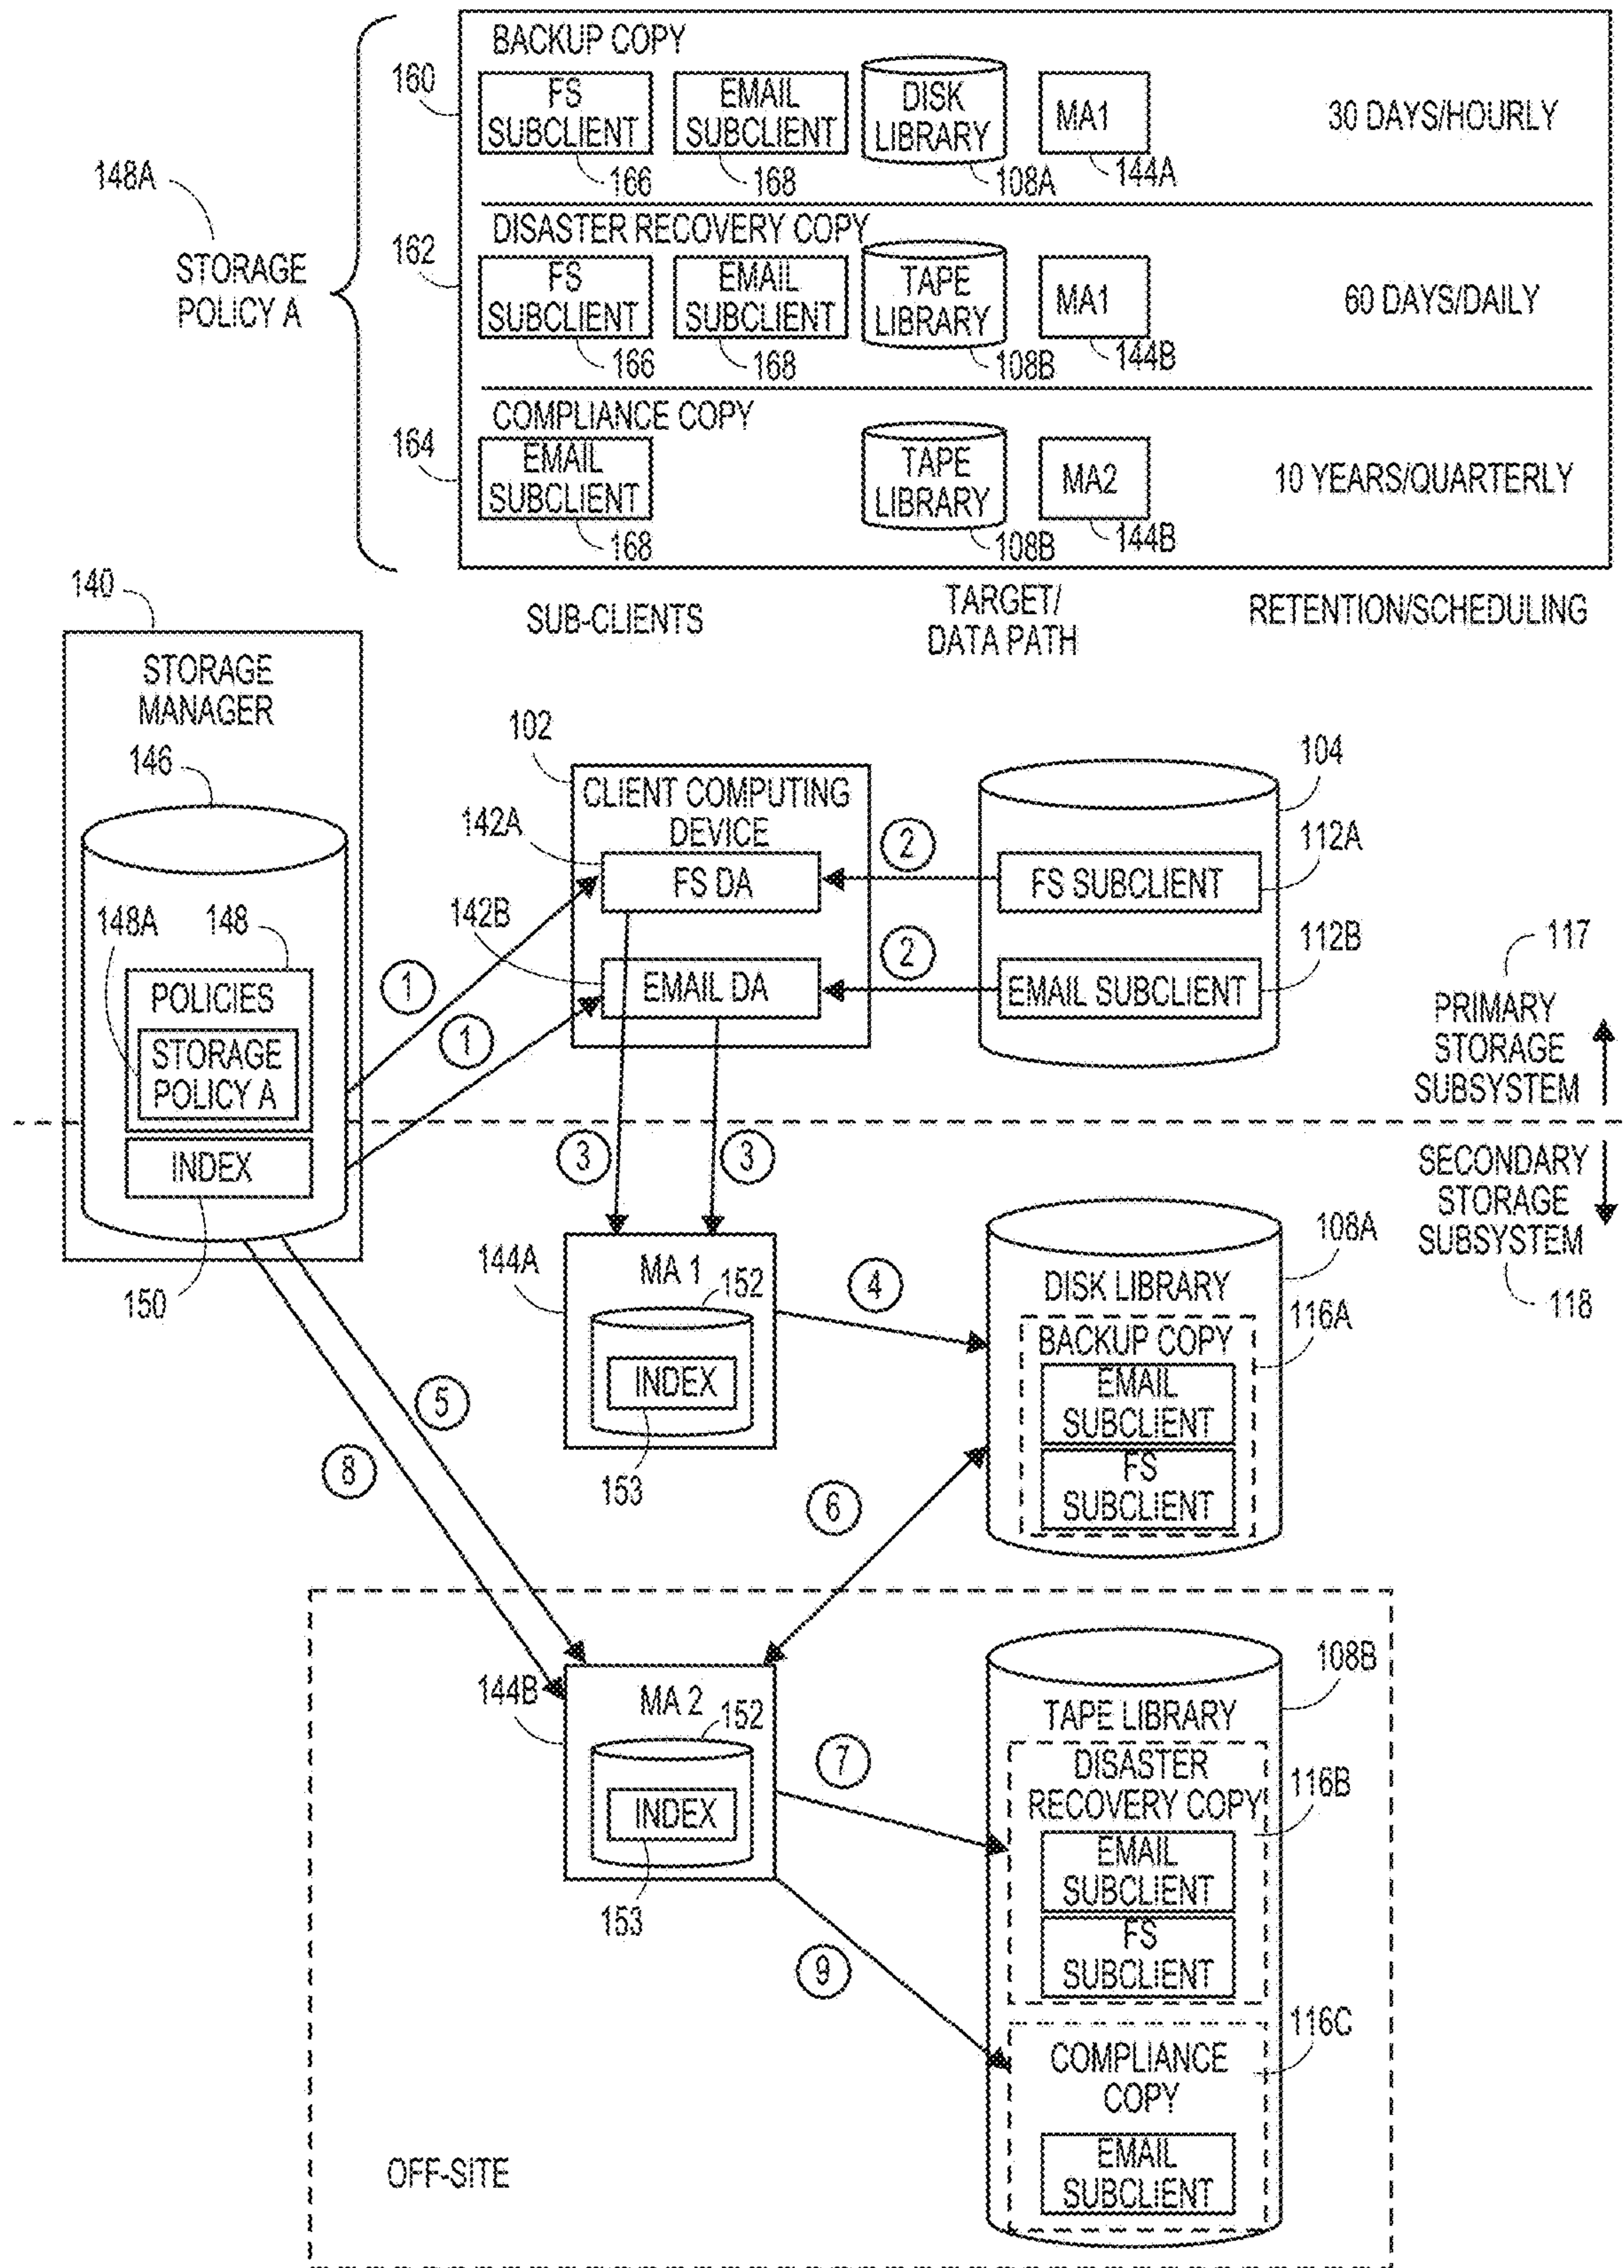 BACKUP COPY
160
FS
SUBCLIENT
166
EMAIL
SUBCLIENT
168
DISK
LIBRARY
108A
MA1
144A
30 DAYS/HOURLY
148A
STORAGE
POLICY A
DISASTER RECOVERY COPY
162
FS
SUBCLIENT
166
EMAIL
SUBCLIENT
168
TAPE
LIBRARY
108B
MA1
144B
60 DAYS/DAILY
COMPLIANCE COPY
164
EMAIL
SUBCLIENT
168
TAPE
LIBRARY
108B
MA2
144B
10 YEARS/QUARTERLY
SUB-CLIENTS
TARGET/
DATA PATH
RETENTION/SCHEDULING
140
STORAGE
MANAGER
146
148A
148
POLICIES
STORAGE
POLICY A
INDEX
150
102
CLIENT COMPUTING
DEVICE
142A
FS DA
142B
EMAIL DA
1
1
2
2
104
FS SUBCLIENT
112A
EMAIL SUBCLIENT
112B
117
PRIMARY
STORAGE
SUBSYSTEM
SECONDARY
STORAGE
SUBSYSTEM
118
3
3
144A
MA 1
152
INDEX
153
4
108A
DISK LIBRARY
116A
BACKUP COPY
EMAIL
SUBCLIENT
FS
SUBCLIENT
5
8
6
144B
MA 2
152
INDEX
153
7
9
108B
TAPE LIBRARY
DISASTER
RECOVERY COPY
116B
EMAIL
SUBCLIENT
FS
SUBCLIENT
116C
COMPLIANCE
COPY
EMAIL
SUBCLIENT
OFF-SITE